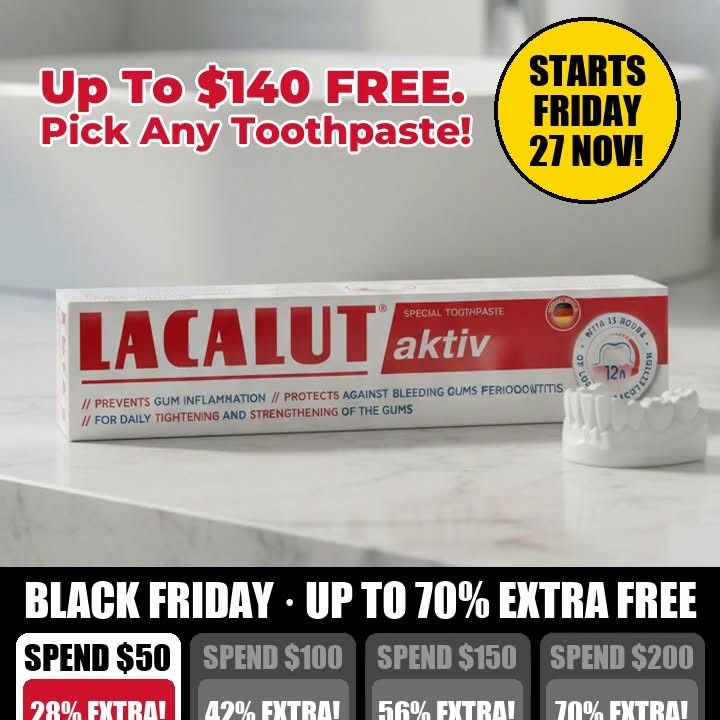 Up To $140 FREE.
Pick Any Toothpaste!
STARTS
FRIDAY
27 NOV!
LACALUT®
SPECIAL TOOTHPASTE
aktiv
// PREVENTS GUM INFLAMNATION // PROTECTS AGAINST BLEEDING GUMS
// FOR DAILY TIGHTENING AND STRENGTHENING OF THE GUMS
12h
BLACK FRIDAY · UP TO 70% EXTRA FREE
SPEND $50
SPEND $100
SPEND $150
SPEND $200
28% EXTRA!
42% EXTRA!
56% EXTRA!
70% EXTRA!